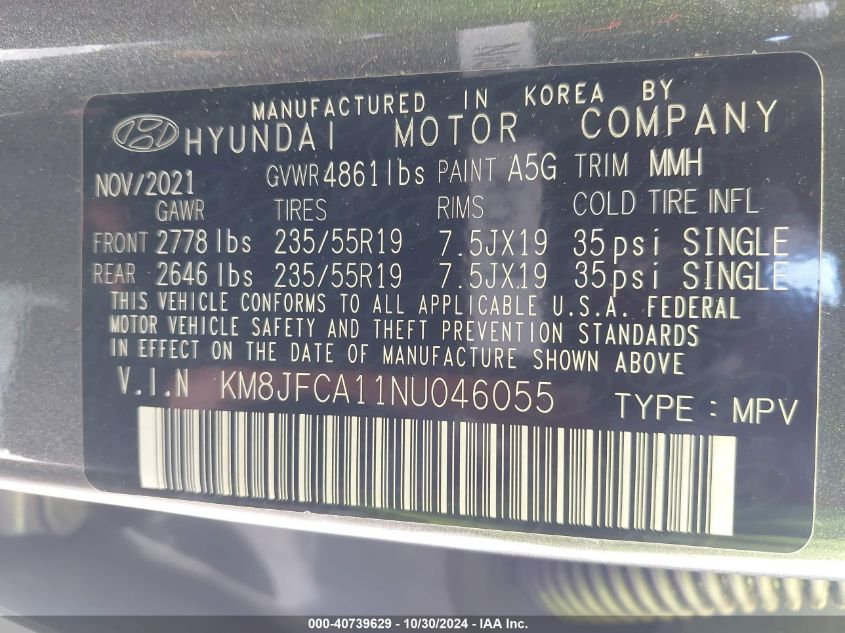 MANUFACTURED IN KOREA BY
HYUNDAI MOTOR COMPANY
NOV/2021 GVWR 4861 lbs PAINT A5G TRIM MMH
GAWR TIRES RIMS COLD TIRE INFL
FRONT 2778 lbs 235/55R19 7.5JX19 35psi SINGLE
REAR 2646 lbs 235/55R19 7.5JX19 35psi SINGLE
THIS VEHICLE CONFORMS TO ALL APPLICABLE U.S.A. FEDERAL
MOTOR VEHICLE SAFETY AND THEFT PREVENTION STANDARDS
IN EFFECT ON THE DATE OF MANUFACTURE SHOWN ABOVE
V.I.N KM8JFCA11NU046055 TYPE : MPV
000-40739629 - 10/30/2024 - IAA Inc.